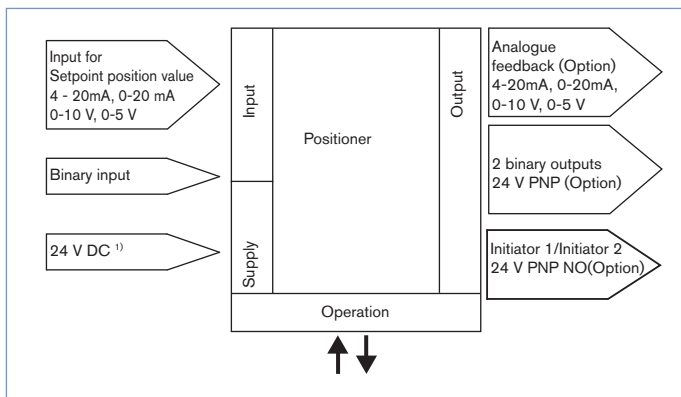 Input for
Setpoint position value
4 - 20mA, 0-20 mA
0-10 V, 0-5 V
Binary input
24 V DC 1)
Input
Supply
Positioner
Operation
Output
Analogue
feedback (Option)
4-20mA, 0-20mA,
0-10 V, 0-5 V
2 binary outputs
24 V PNP (Option)
Initiator 1/Initiator 2
24 V PNP NO(Option)